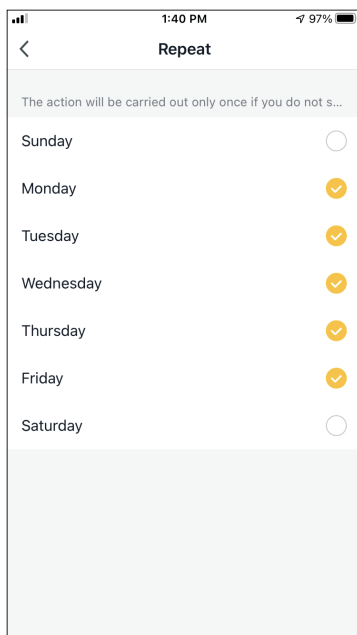 1:40 PM 97%
Repeat
The action will be carried out only once if you do not s...
Sunday
Monday
Tuesday
Wednesday
Thursday
Friday
Saturday